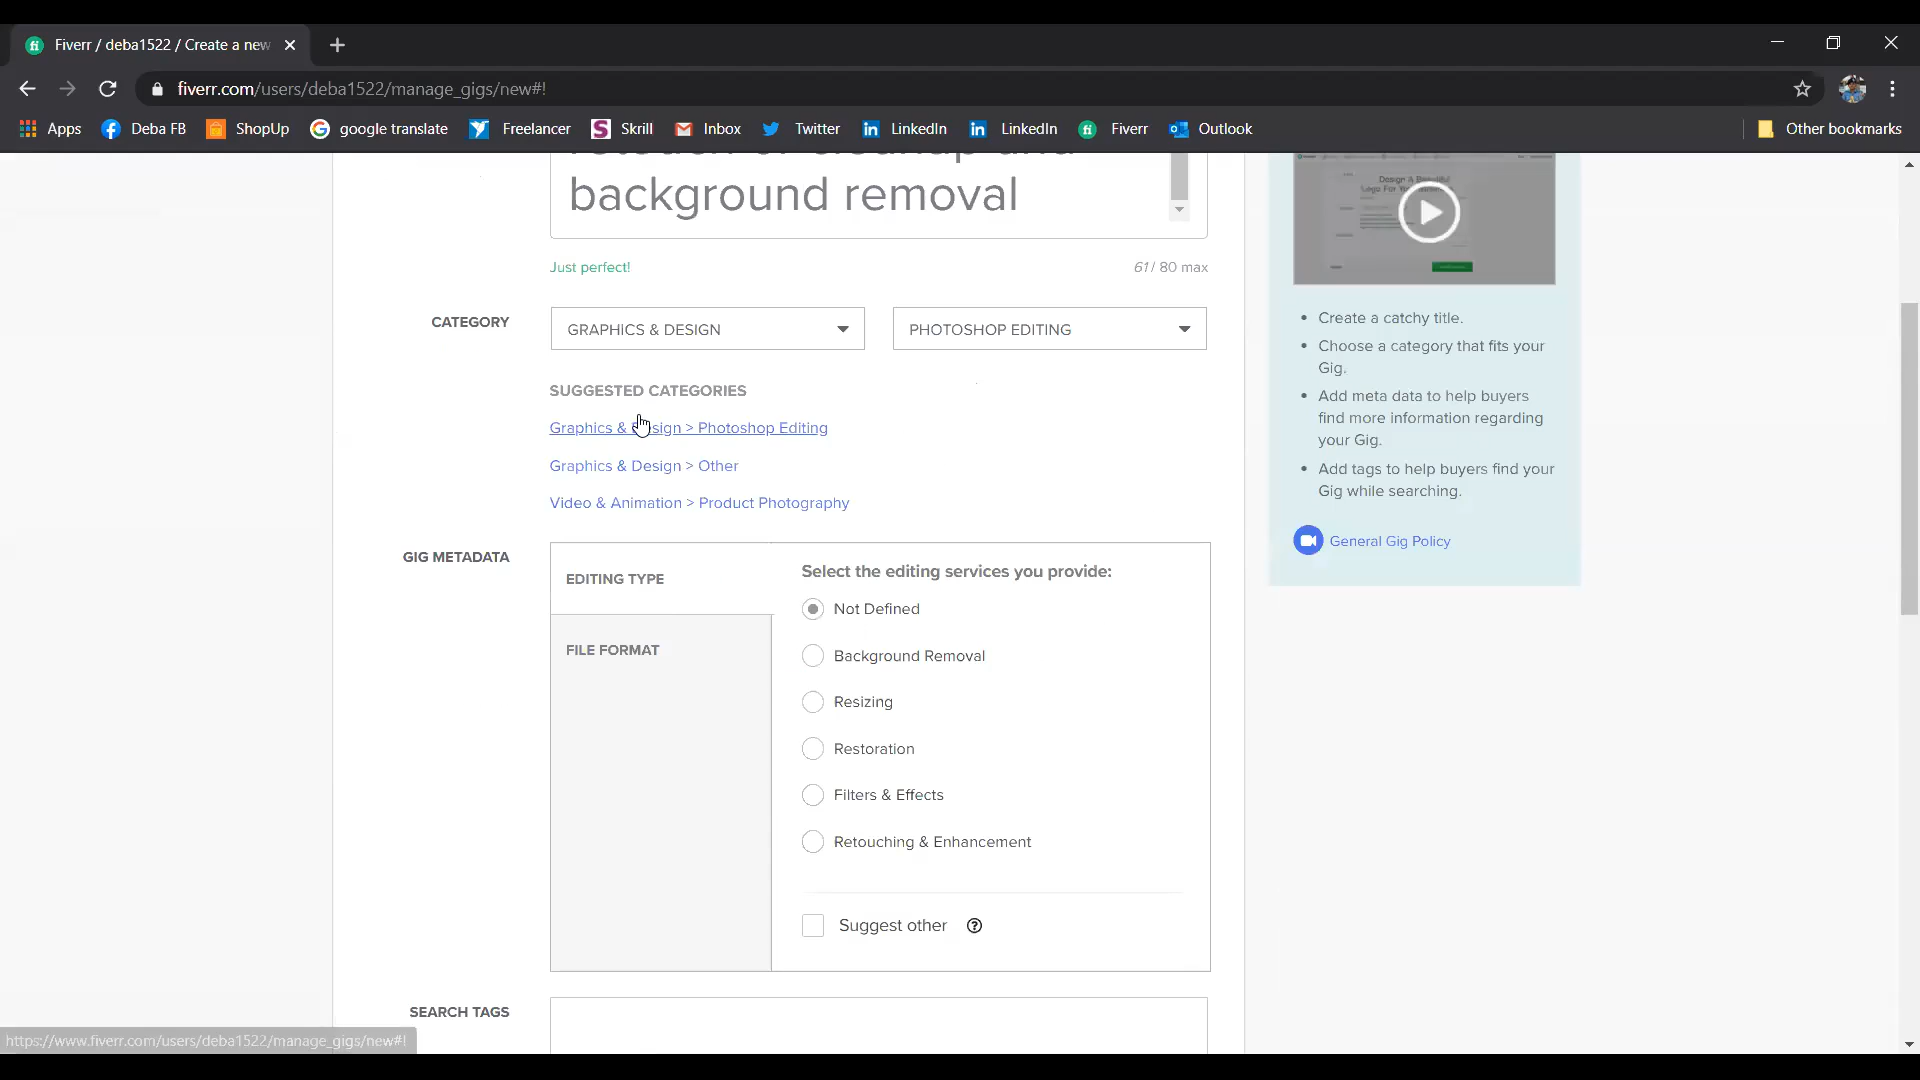 Fiverr / deba1522 / Create a new
fiverr.com/users/deba1522/manage_gigs/new#!
Apps Deba FB ShopUp google translate Freelancer Skrill Inbox Twitter LinkedIn LinkedIn Fiverr Outlook Other bookmarks
background removal
Just perfect! 61 / 80 max
CATEGORY GRAPHICS & DESIGN PHOTOSHOP EDITING
SUGGESTED CATEGORIES
Graphics & Design > Photoshop Editing
Graphics & Design > Other
Video & Animation > Product Photography
GIG METADATA
EDITING TYPE
FILE FORMAT
Select the editing services you provide:
Not Defined
Background Removal
Resizing
Restoration
Filters & Effects
Retouching & Enhancement
Suggest other
SEARCH TAGS
Create a catchy title.
Choose a category that fits your
Gig.
Add meta data to help buyers
find more information regarding
your Gig.
Add tags to help buyers find your
Gig while searching.
General Gig Policy
https://www.fiverr.com/users/deba1522/manage_gigs/new#!